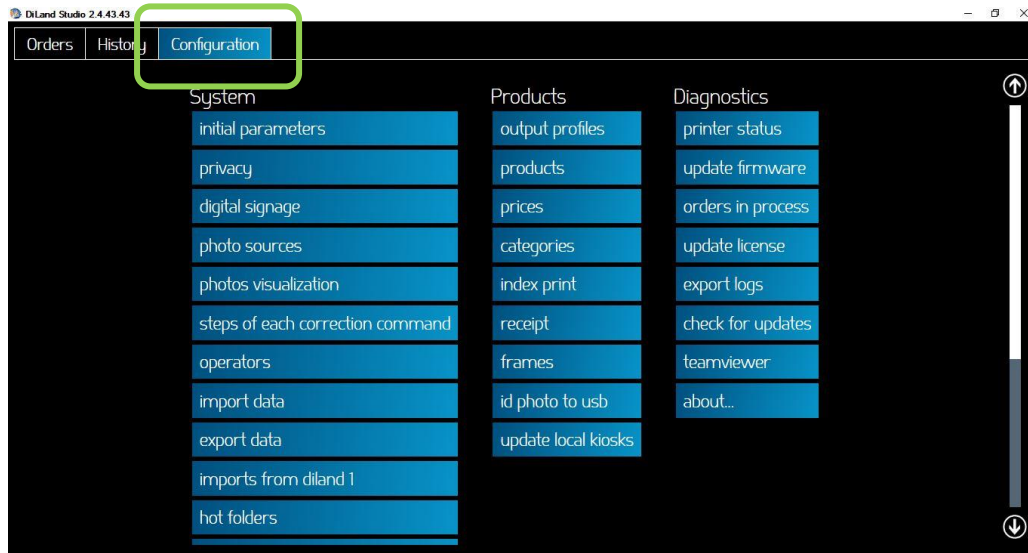 DiLand Studio 2.4.43.43
Orders History Configuration
System
initial parameters
privacy
digital signage
photo sources
photos visualization
steps of each correction command
operators
import data
export data
imports from diland 1
hot folders
Products
output profiles
products
prices
categories
index print
receipt
frames
id photo to usb
update local kiosks
Diagnostics
printer status
update firmware
orders in process
update license
export logs
check for updates
teamviewer
about...